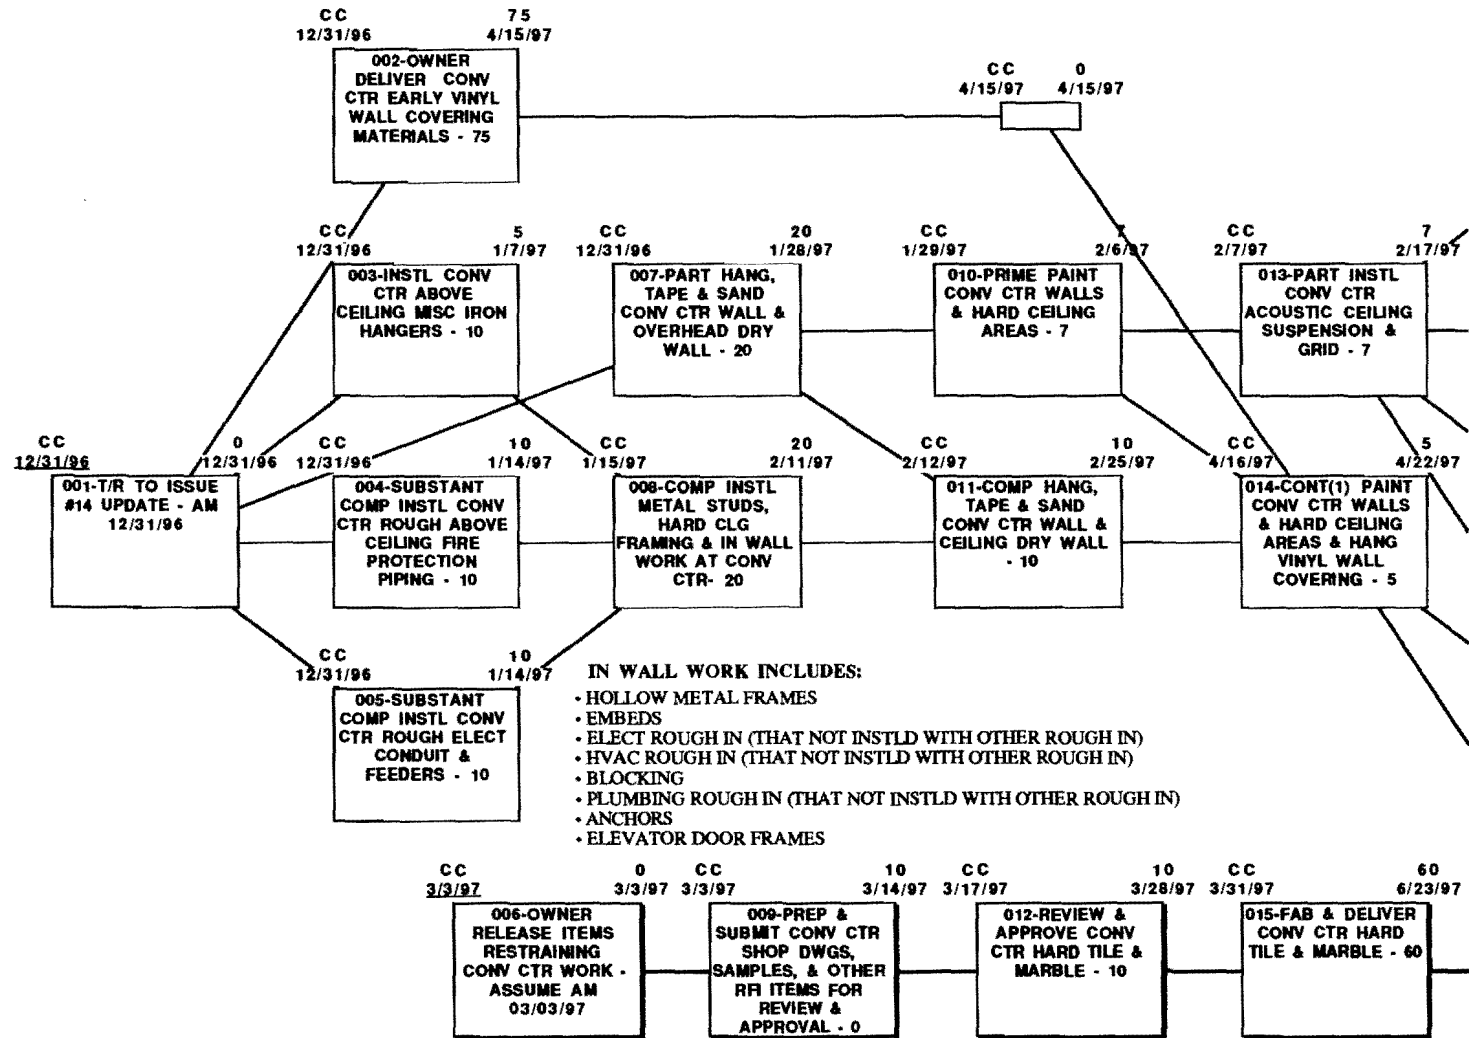 CC 75
12/31/96 4/15/97
002-OWNER
DELIVER CONV
CTR EARLY VINYL
WALL COVERING
MATERIALS - 75
CC 0
4/15/97 4/15/97
CC 5
12/31/96 1/7/97
003-INSTL CONV
CTR ABOVE
CEILING MISC IRON
HANGERS - 10
CC 20
12/31/96 1/28/97
007-PART HANG,
TAPE & SAND
CONV CTR WALL &
OVERHEAD DRY
WALL - 20
CC 7
1/29/97 2/6/97
010-PRIME PAINT
CONV CTR WALLS
& HARD CEILING
AREAS - 7
CC 7
2/7/97 2/17/97
013-PART INSTL
CONV CTR
ACOUSTIC CEILING
SUSPENSION &
GRID - 7
CC 0
12/31/96 12/31/96
001-T/R TO ISSUE
#14 UPDATE - AM
12/31/96
CC 10
12/31/96 1/14/97
004-SUBSTANT
COMP INSTL CONV
CTR ROUGH ABOVE
CEILING FIRE
PROTECTION
PIPING - 10
CC 20
1/15/97 2/11/97
008-COMP INSTL
METAL STUDS,
HARD CLG
FRAMING & IN WALL
WORK AT CONV
CTR- 20
CC 10
2/12/97 2/25/97
011-COMP HANG,
TAPE & SAND
CONV CTR WALL &
CEILING DRY WALL
- 10
CC 5
4/16/97 4/22/97
014-CONT(1) PAINT
CONV CTR WALLS
& HARD CEILING
AREAS & HANG
VINYL WALL
COVERING - 5
CC 10
12/31/96 1/14/97
005-SUBSTANT
COMP INSTL CONV
CTR ROUGH ELECT
CONDUIT &
FEEDERS - 10
IN WALL WORK INCLUDES:
• HOLLOW METAL FRAMES
• EMBEDS
• ELECT ROUGH IN (THAT NOT INSTLD WITH OTHER ROUGH IN)
• HVAC ROUGH IN (THAT NOT INSTLD WITH OTHER ROUGH IN)
• BLOCKING
• PLUMBING ROUGH IN (THAT NOT INSTLD WITH OTHER ROUGH IN)
• ANCHORS
• ELEVATOR DOOR FRAMES
CC 0
3/3/97 3/3/97
006-OWNER
RELEASE ITEMS
RESTRAINING
CONV CTR WORK -
ASSUME AM
03/03/97
CC 10
3/3/97 3/14/97
009-PREP &
SUBMIT CONV CTR
SHOP DWGS,
SAMPLES, & OTHER
RFI ITEMS FOR
REVIEW &
APPROVAL - 0
CC 10
3/17/97 3/28/97
012-REVIEW &
APPROVE CONV
CTR HARD TILE &
MARBLE - 10
CC 60
3/31/97 6/23/97
015-FAB & DELIVER
CONV CTR HARD
TILE & MARBLE - 60